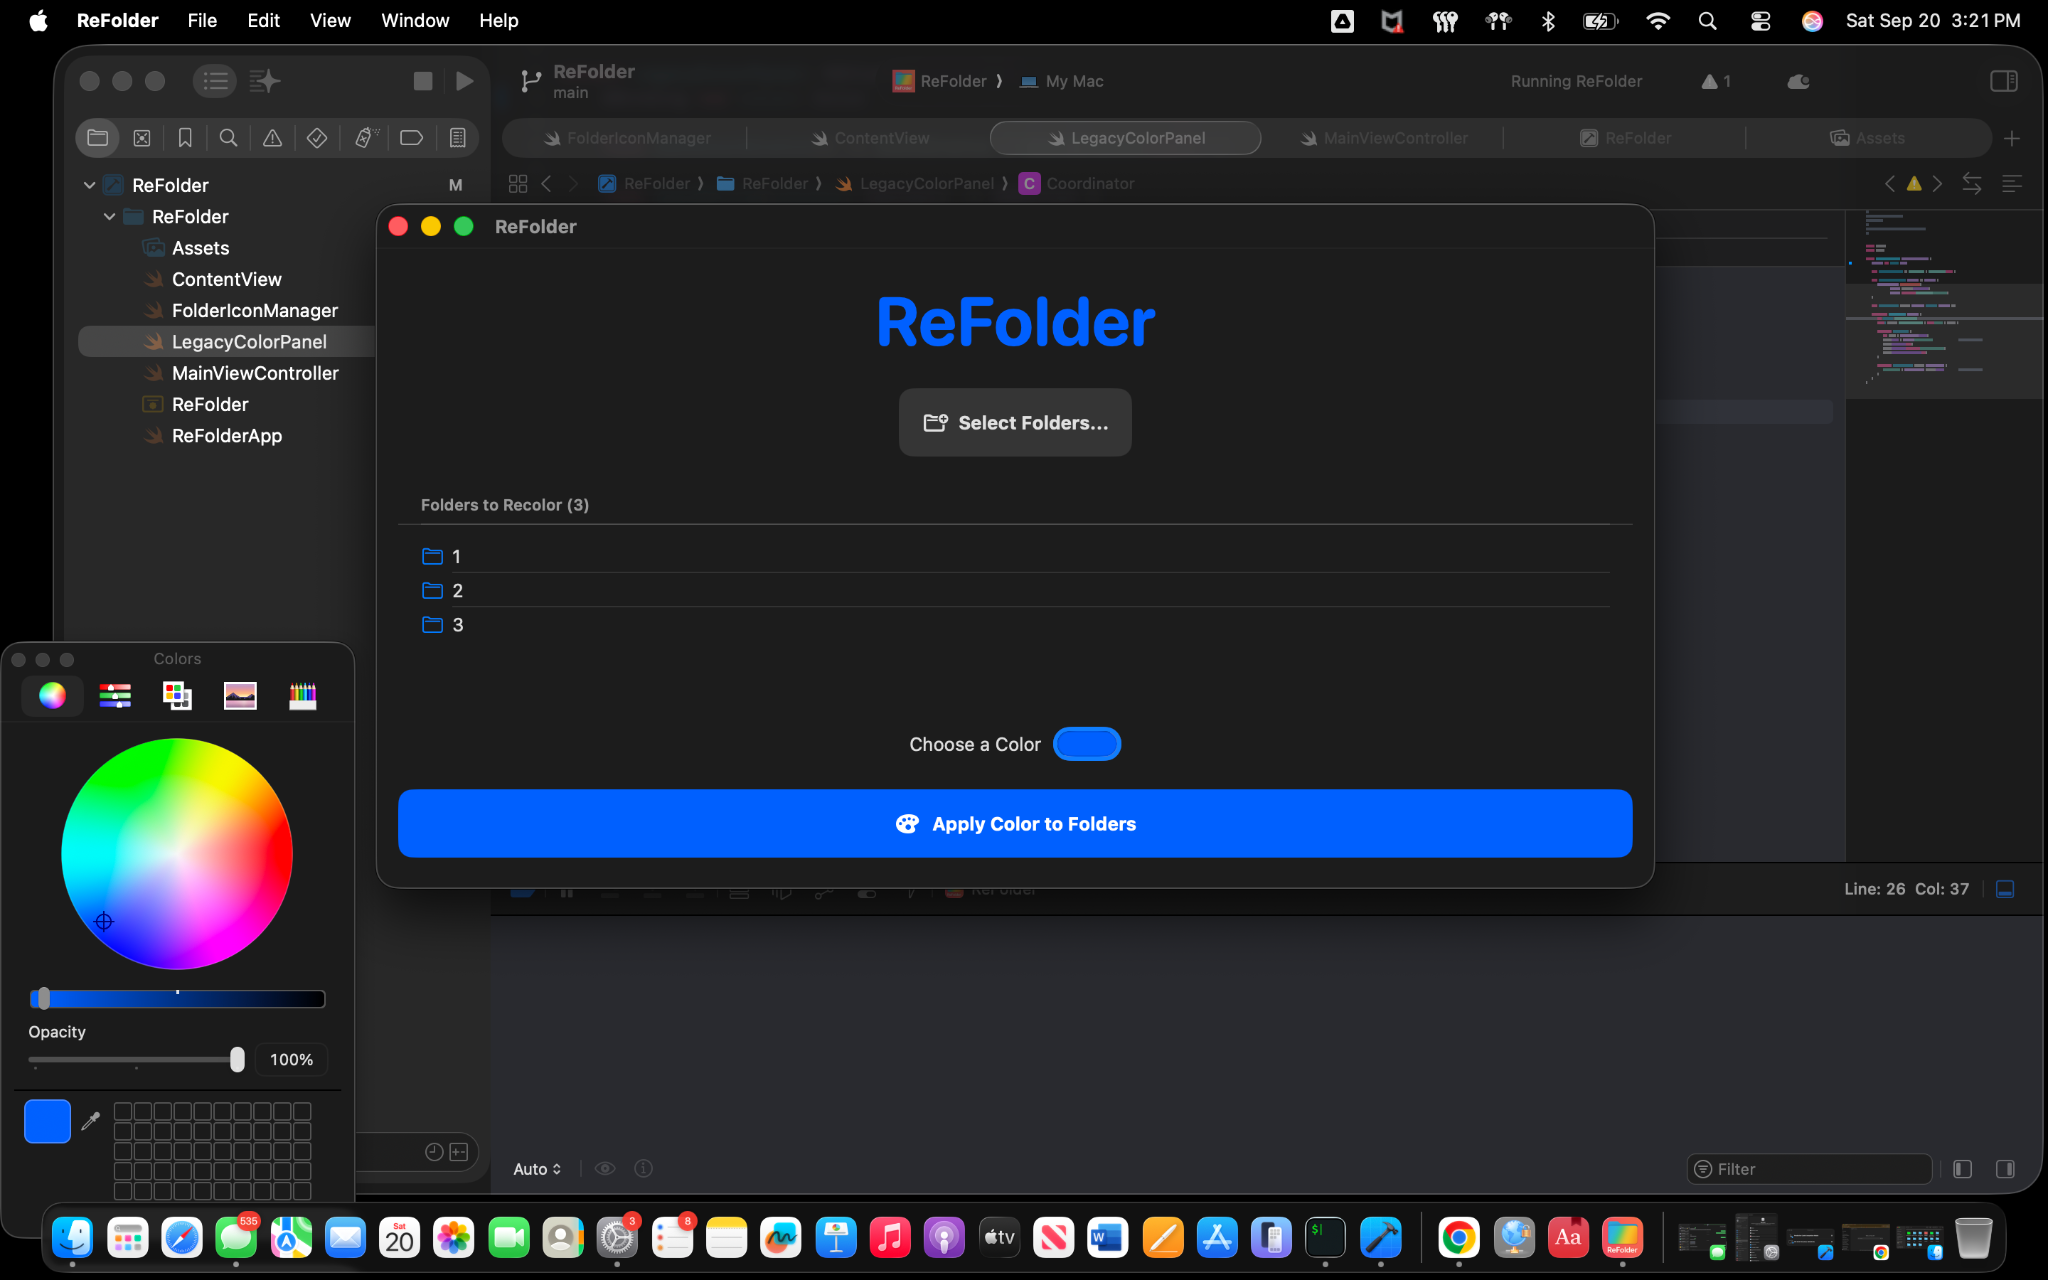 ReFolder File Edit View Window Help
Sat Sep 20 3:21 PM
ReFolder
main
ReFolder ⟩ My Mac
Running ReFolder
1
FolderIconManager
ContentView
LegacyColorPanel
MainViewController
ReFolder
Assets
ReFolder ⟩ ReFolder ⟩ LegacyColorPanel ⟩ C Coordinator
ReFolder M
ReFolder
Assets
ContentView
FolderIconManager
LegacyColorPanel
MainViewController
ReFolder
ReFolderApp
ReFolder
ReFolder
Select Folders...
Folders to Recolor (3)
1
2
3
Choose a Color
Apply Color to Folders
ReFolder
Line: 26 Col: 37
Colors
Opacity
100%
Auto
Filter
535
Sat
20
3
8
tv
W
$
Aa
ReFolder